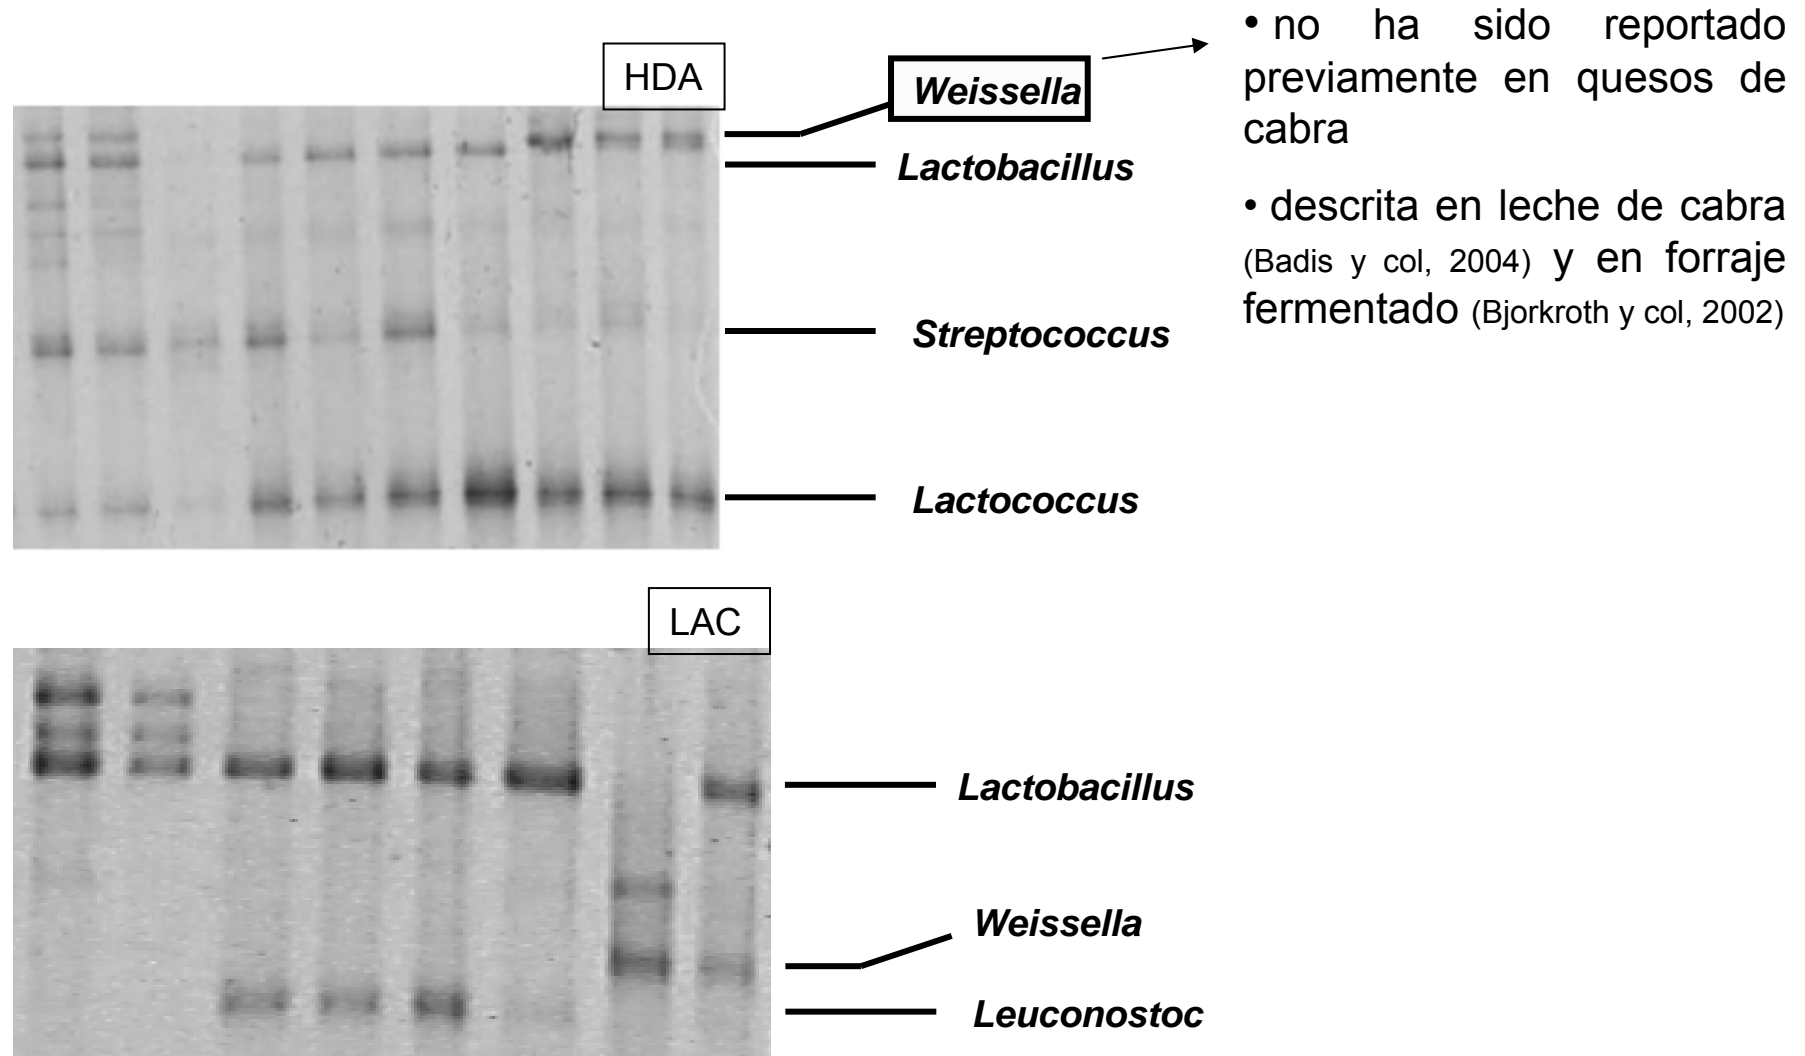 HDA
Weissella
Lactobacillus
Streptococcus
Lactococcus
• no ha sido reportado
previamente en quesos de
cabra
• descrita en leche de cabra
(Badis y col, 2004) y en forraje
fermentado (Bjorkroth y col, 2002)
LAC
Lactobacillus
Weissella
Leuconostoc